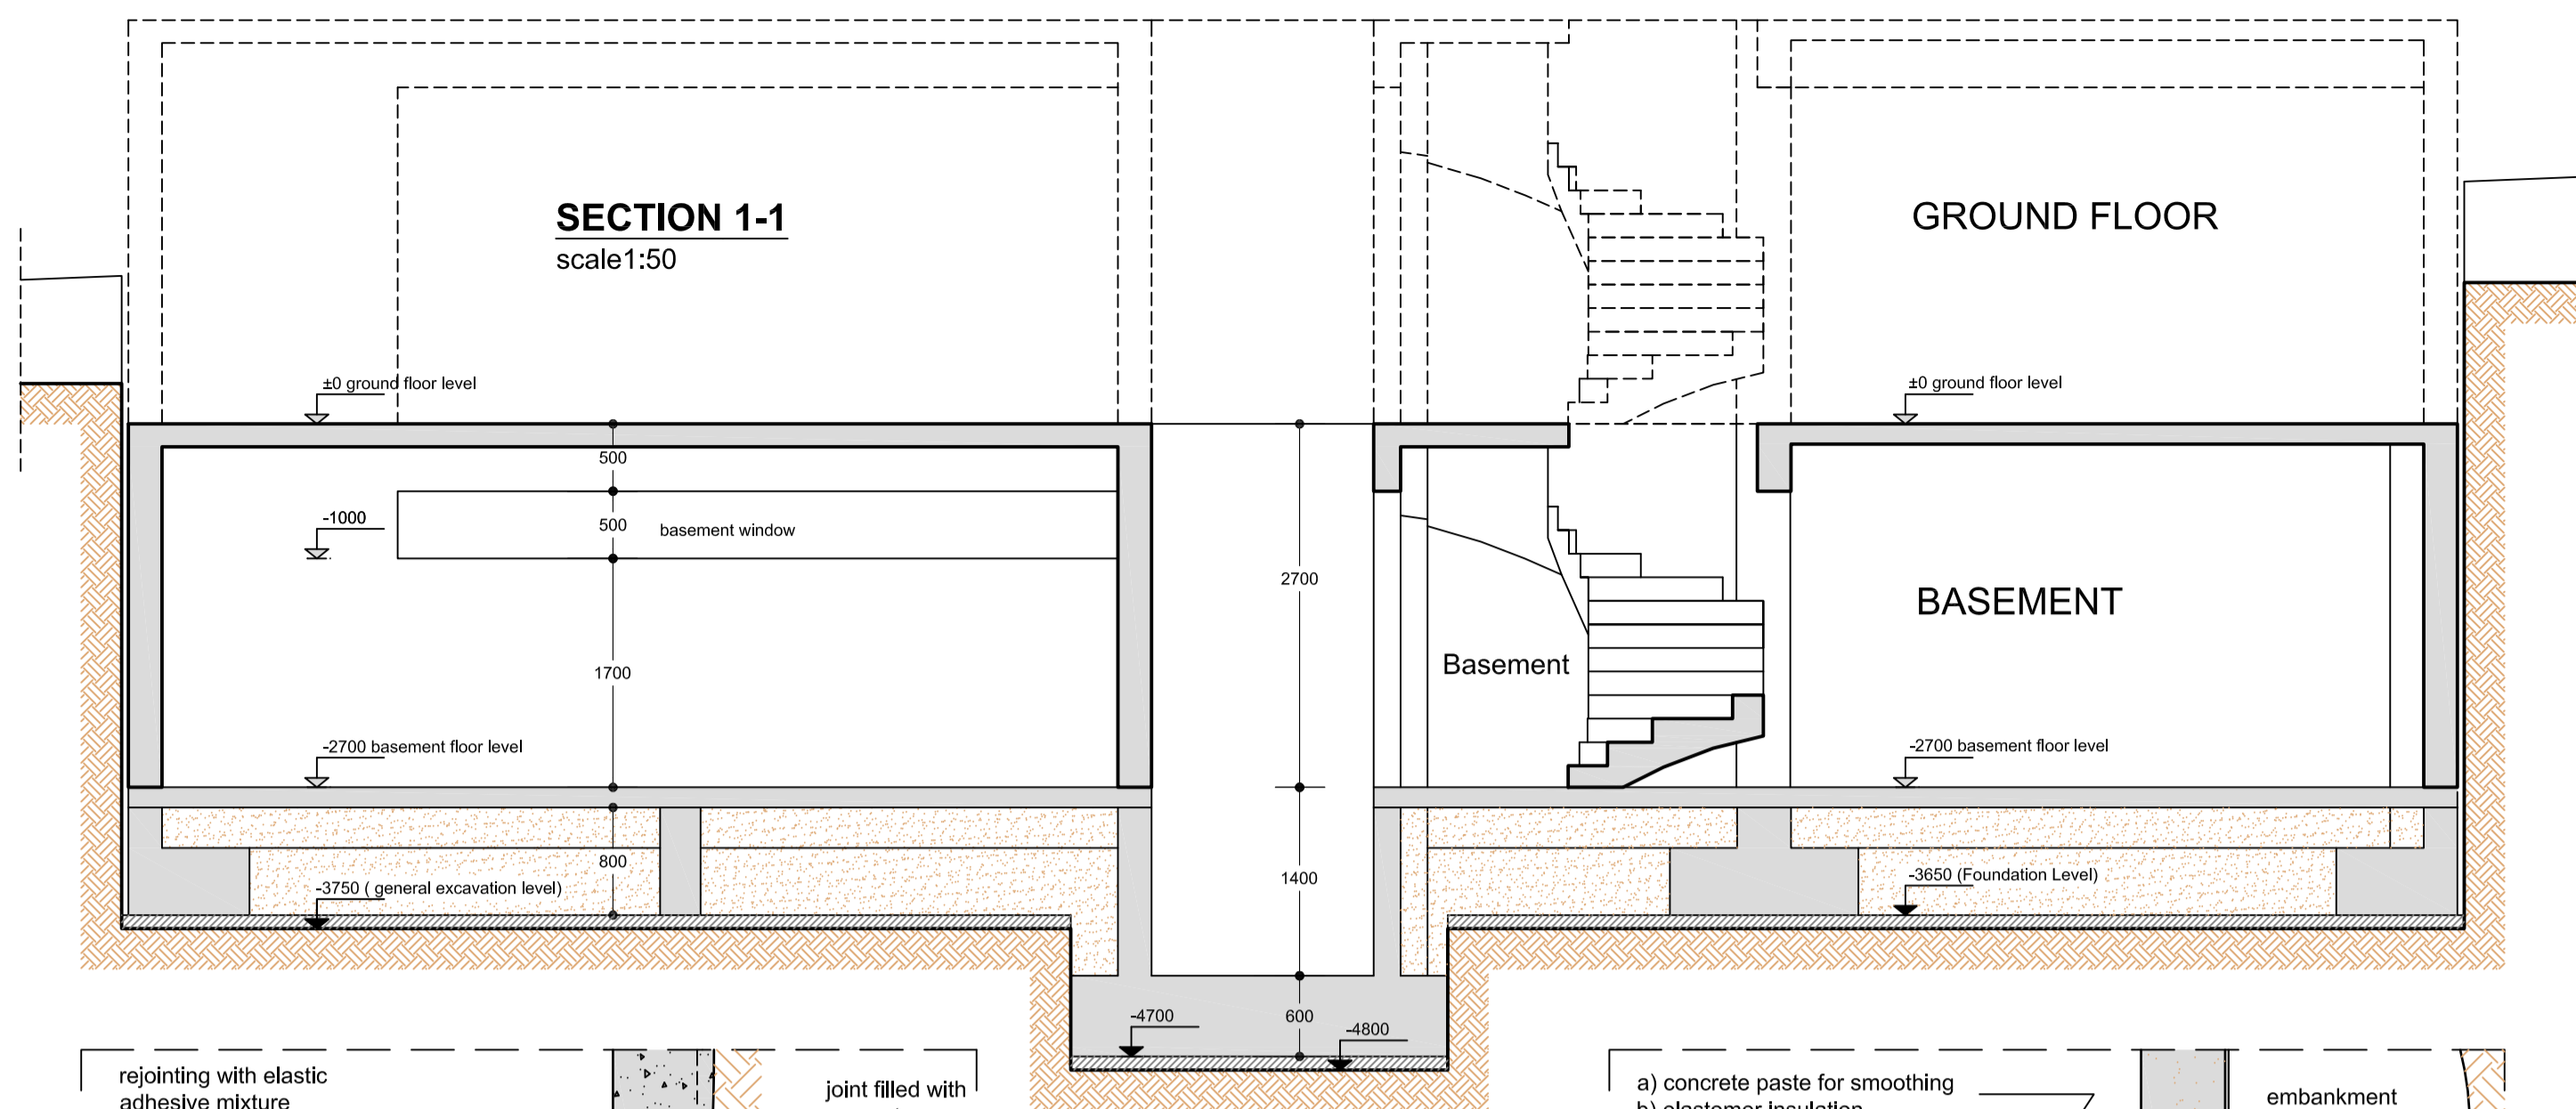 SECTION 1-1
scale1:50
GROUND FLOOR
±0 ground floor level
±0 ground floor level
500
-1000
500
basement window
2700
BASEMENT
Basement
1700
-2700 basement floor level
-2700 basement floor level
800
-3750 ( general excavation level)
1400
-3650 (Foundation Level)
-4700
600
-4800
rejointing with elastic
adhesive mixture
joint filled with
a) concrete paste for smoothing
b) elastomer insulation
embankment